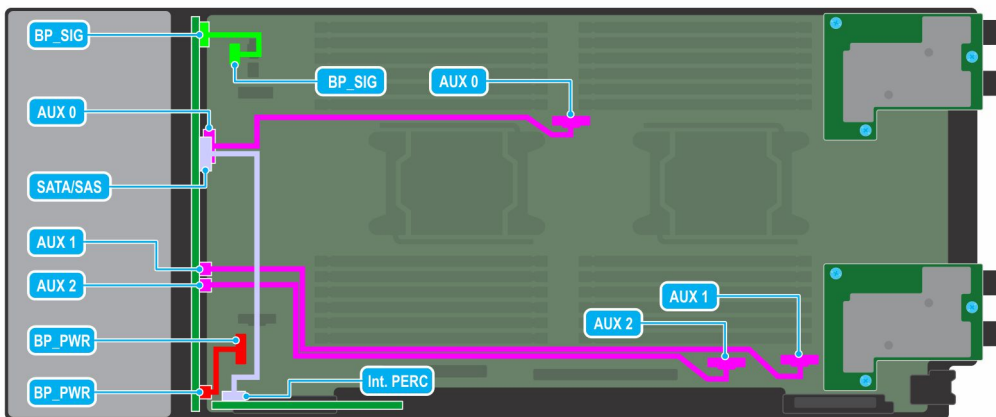 BP_SIG
BP_SIG
AUX 0
AUX 0
SATA/SAS
AUX 1
AUX 2
AUX 1
AUX 2
BP_PWR
Int. PERC
BP_PWR